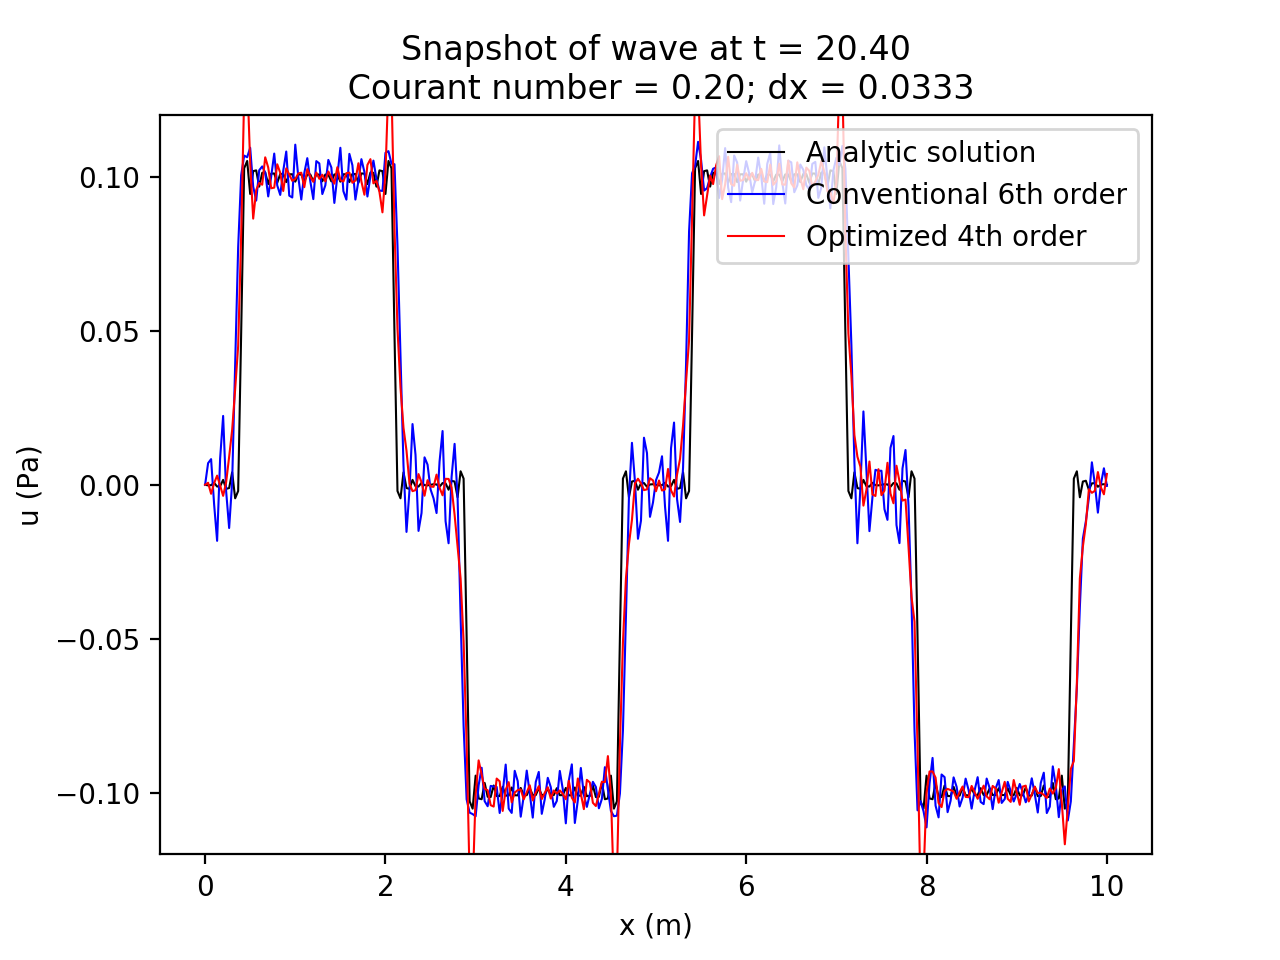 Snapshot of wave at t = 20.40
Courant number = 0.20; dx = 0.0333
Analytic solution
Conventional 6th order
Optimized 4th order
0.10
0.05
0.00
−0.05
−0.10
u (Pa)
0 2 4 6 8 10
x (m)